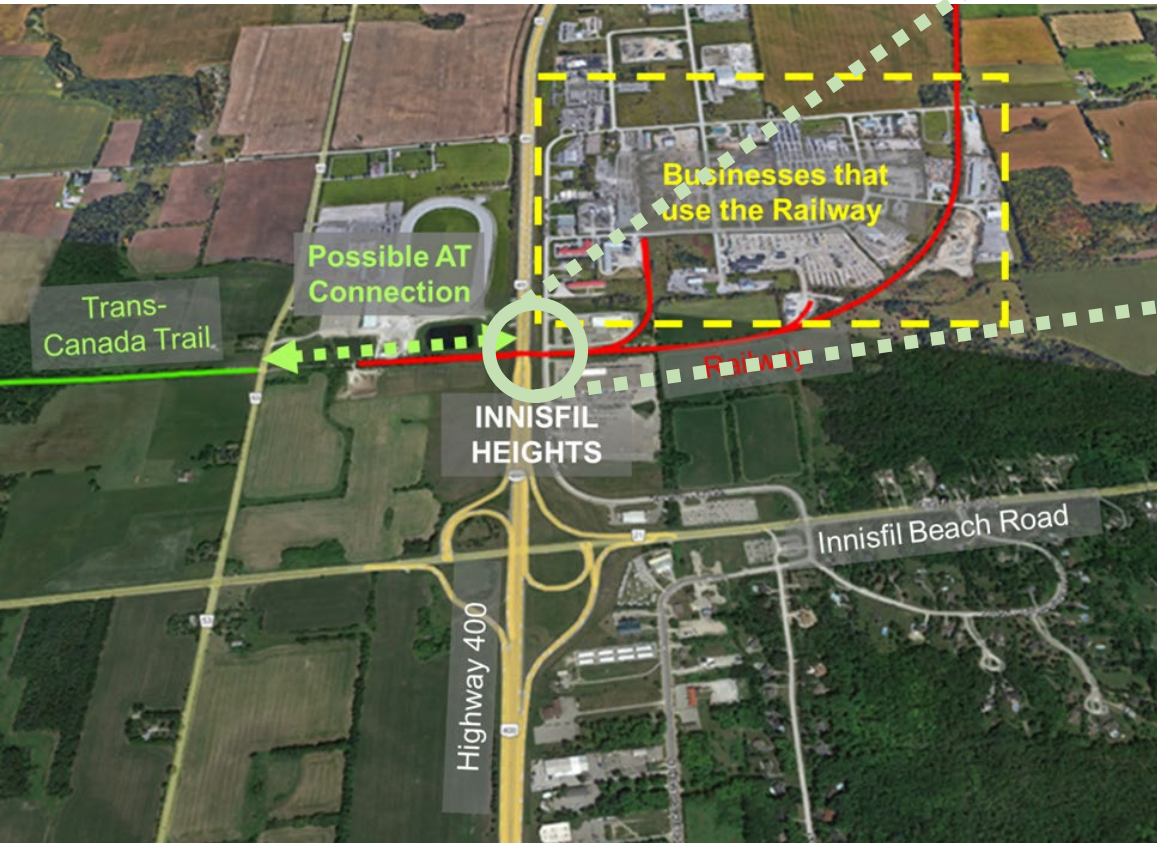 Businesses that
use the Railway
Possible AT
Connection
Trans-
Canada Trail
Railway
INNISFIL
HEIGHTS
Innisfil Beach Road
Highway 400
400